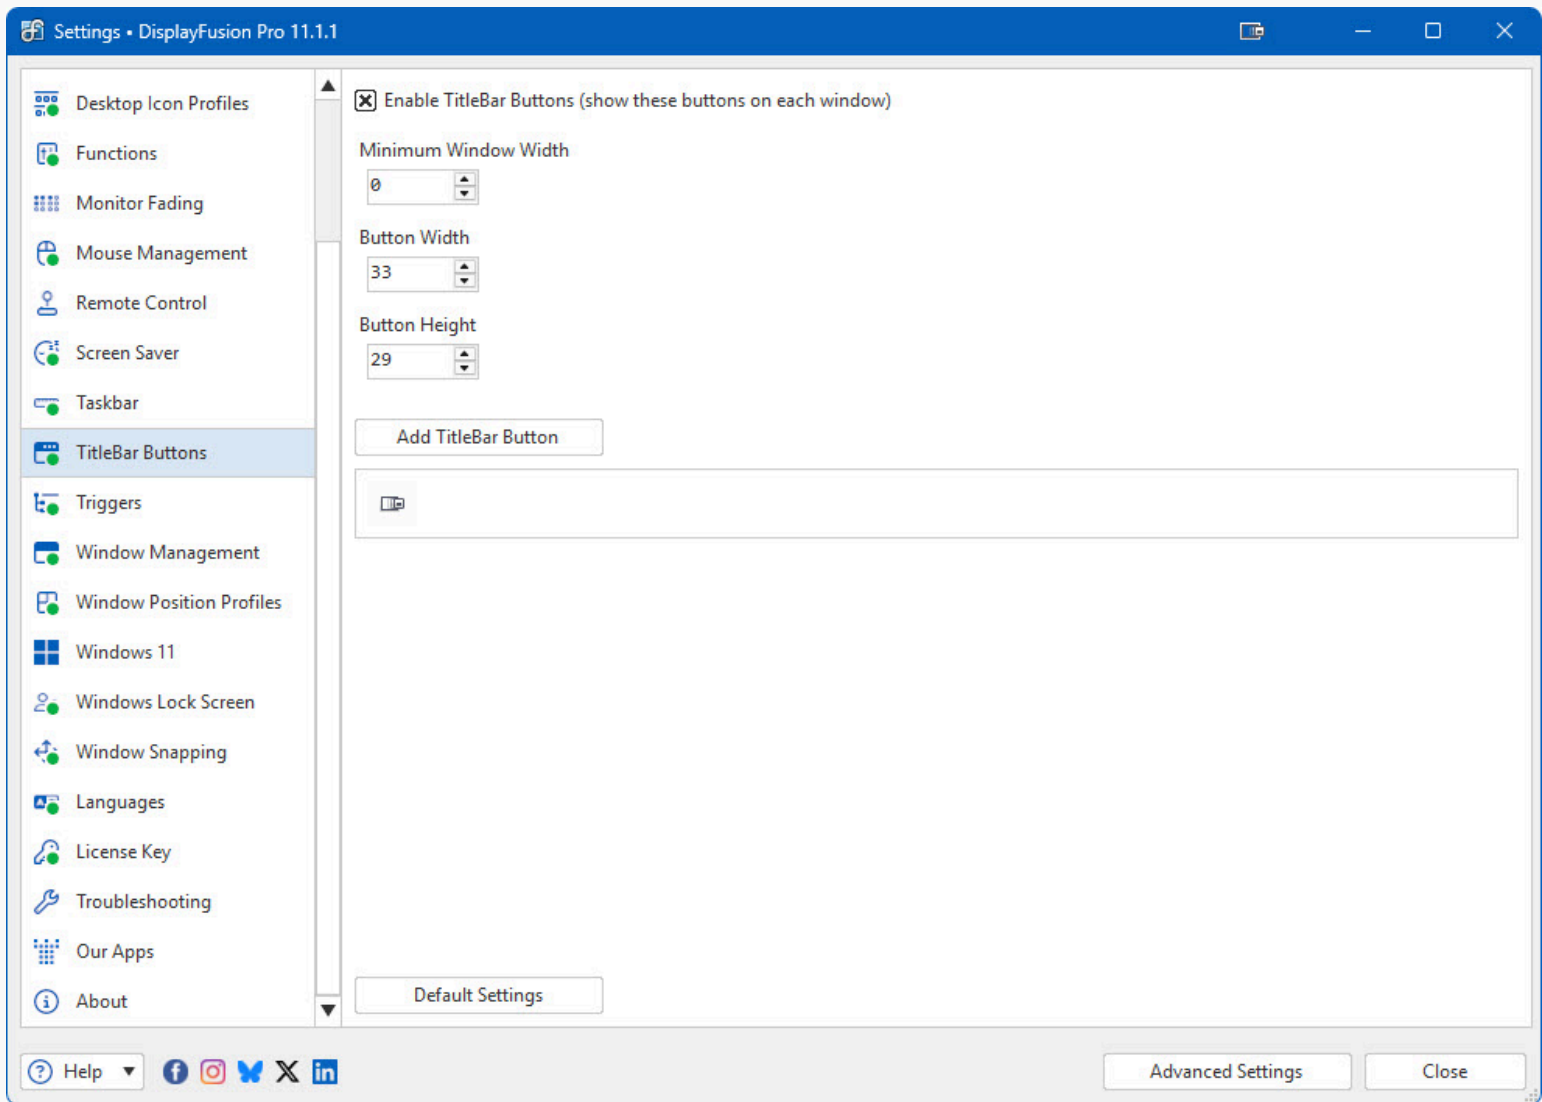 Settings • DisplayFusion Pro 11.1.1
Desktop Icon Profiles
Functions
Monitor Fading
Mouse Management
Remote Control
Screen Saver
Taskbar
TitleBar Buttons
Triggers
Window Management
Window Position Profiles
Windows 11
Windows Lock Screen
Window Snapping
Languages
License Key
Troubleshooting
Our Apps
About
Enable TitleBar Buttons (show these buttons on each window)
Minimum Window Width
0
Button Width
33
Button Height
29
Add TitleBar Button
Default Settings
Help
Advanced Settings
Close